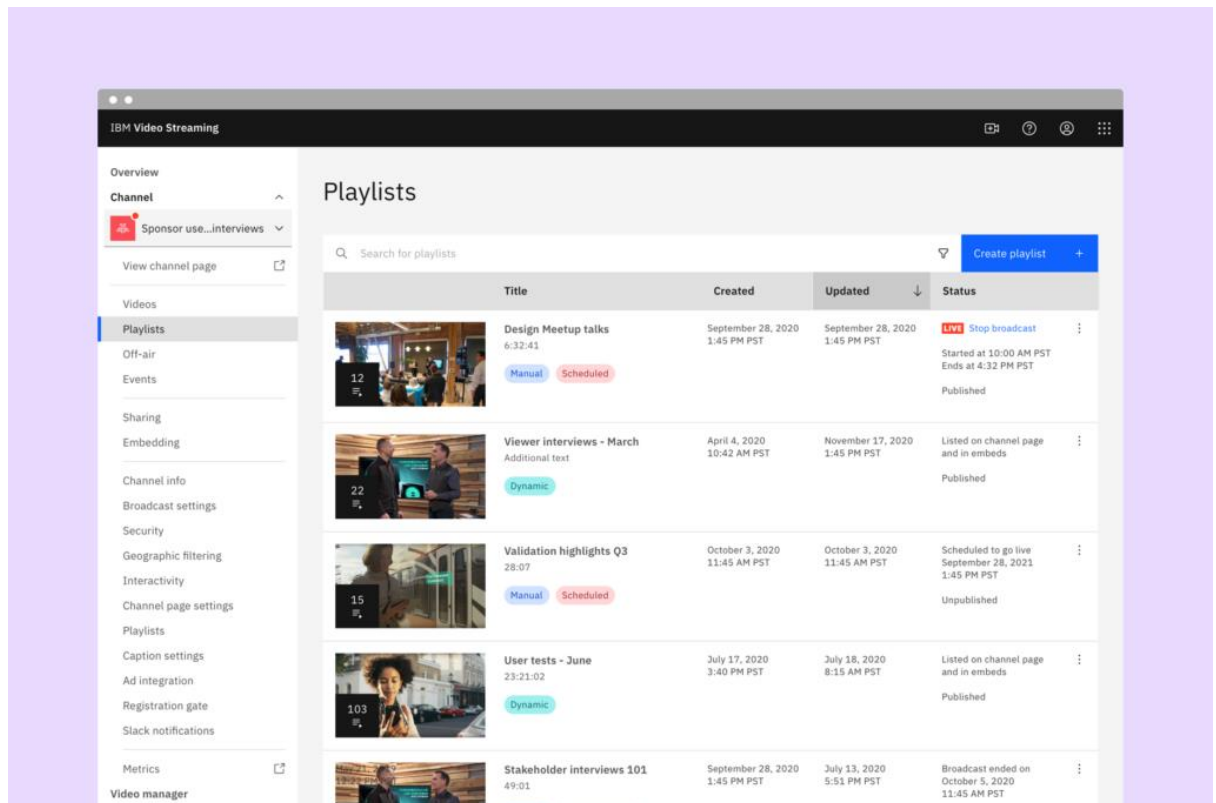 IBM Video Streaming
Overview
Channel
Sponsor use...interviews
View channel page
Videos
Playlists
Off-air
Events
Sharing
Embedding
Channel info
Broadcast settings
Security
Geographic filtering
Interactivity
Channel page settings
Playlists
Caption settings
Ad integration
Registration gate
Slack notifications
Metrics
Video manager
Playlists
Search for playlists
Create playlist +
Title Created Updated Status
12
Design Meetup talks
6:32:41
Manual Scheduled
September 28, 2020
1:45 PM PST
September 28, 2020
1:45 PM PST
LIVE Stop broadcast
Started at 10:00 AM PST
Ends at 4:32 PM PST
Published
22
Viewer interviews - March
Additional text
Dynamic
April 4, 2020
10:42 AM PST
November 17, 2020
1:45 PM PST
Listed on channel page
and in embeds
Published
15
Validation highlights Q3
28:07
Manual Scheduled
October 3, 2020
11:45 AM PST
October 3, 2020
11:45 AM PST
Scheduled to go live
September 28, 2021
1:45 PM PST
Unpublished
103
User tests - June
23:21:02
Dynamic
July 17, 2020
3:40 PM PST
July 18, 2020
8:15 AM PST
Listed on channel page
and in embeds
Published
Stakeholder interviews 101
49:01
September 28, 2020
1:45 PM PST
July 13, 2020
5:51 PM PST
Broadcast ended on
October 5, 2020
11:45 AM PST